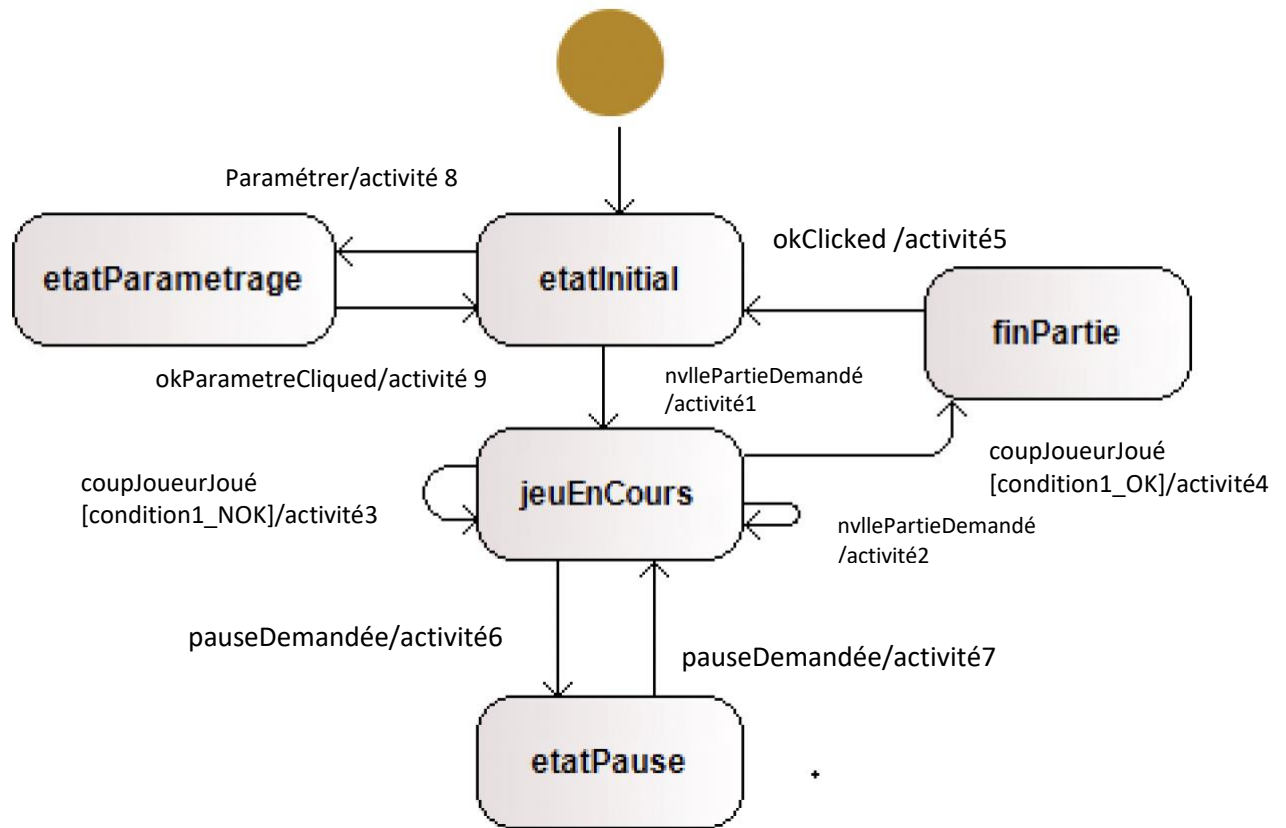 Paramétrer/activité 8
okClicked /activité5
etatParametrage
etatInitial
finPartie
okParametreCliqued/activité 9
nvllePartieDemandé
/activité1
coupJoueurJoué
[condition1_NOK]/activité3
jeuEnCours
coupJoueurJoué
[condition1_OK]/activité4
nvllePartieDemandé
/activité2
pauseDemandée/activité6
pauseDemandée/activité7
etatPause